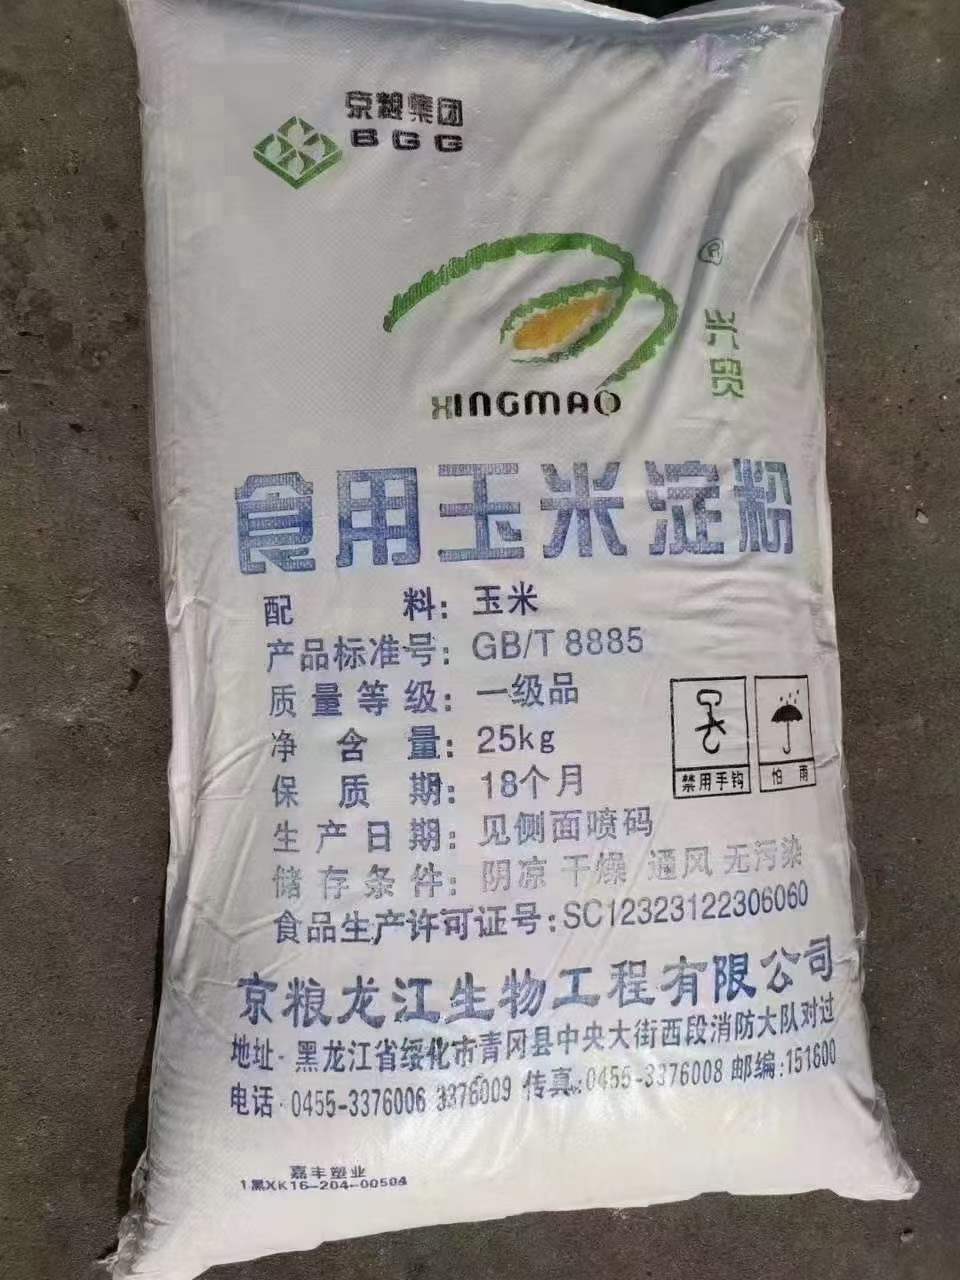 京粮集团
BGG
®
兴贸
XINGMAO
食用玉米淀粉
配料：玉米
产品标准号：GB/T 8885
质量等级：一级品
净含量：25kg
保质期：18个月
生产日期：见侧面喷码
储存条件：阴凉 干燥 通风 无污染
食品生产许可证号：SC12323122306060
禁用手钩
怕雨
京粮龙江生物工程有限公司
地址·黑龙江省绥化市青冈县中央大街西段消防大队对过
电话·0455-3376006 3376009 传真：0455-3376008 邮编：151600
嘉丰塑业
1黑XK16-204-00504